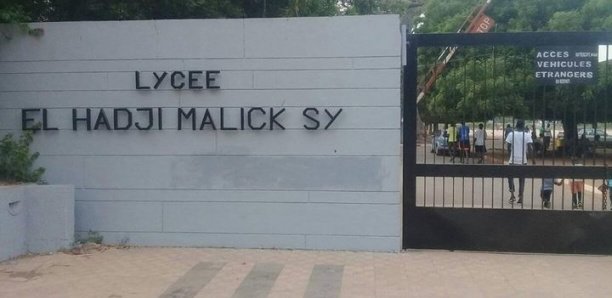 LYCEE
EL HADJI MALICK SY
ACCES
VEHICULES
ETRANGERS